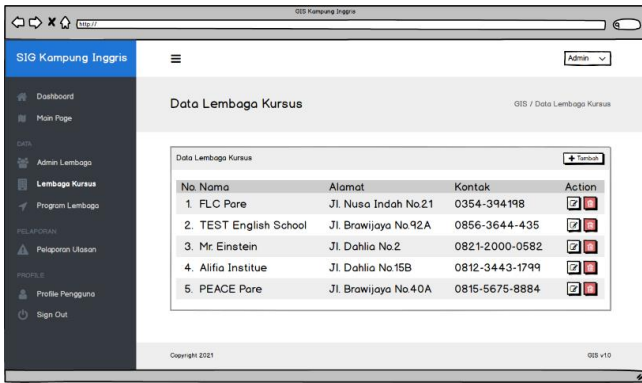 GIS Kampung Inggris
http://
SIG Kampung Inggris
Admin
Dashboard
Main Page
DATA
Admin Lembaga
Lembaga Kursus
Program Lembaga
PELAPORAN
Pelaporan Ulasan
PROFILE
Profile Pengguna
Sign Out
Data Lembaga Kursus
GIS / Data Lembaga Kursus
Data Lembaga Kursus
+ Tambah
No. Nama Alamat Kontak Action
1. FLC Pare Jl. Nusa Indah No.21 0354-394198
2. TEST English School Jl. Brawijaya No.92A 0856-3644-435
3. Mr. Einstein Jl. Dahlia No.2 0821-2000-0582
4. Alifia Institue Jl. Dahlia No.15B 0812-3443-1799
5. PEACE Pare Jl. Brawijaya No.40A 0815-5675-8884
Copyright 2021
GIS v1.0